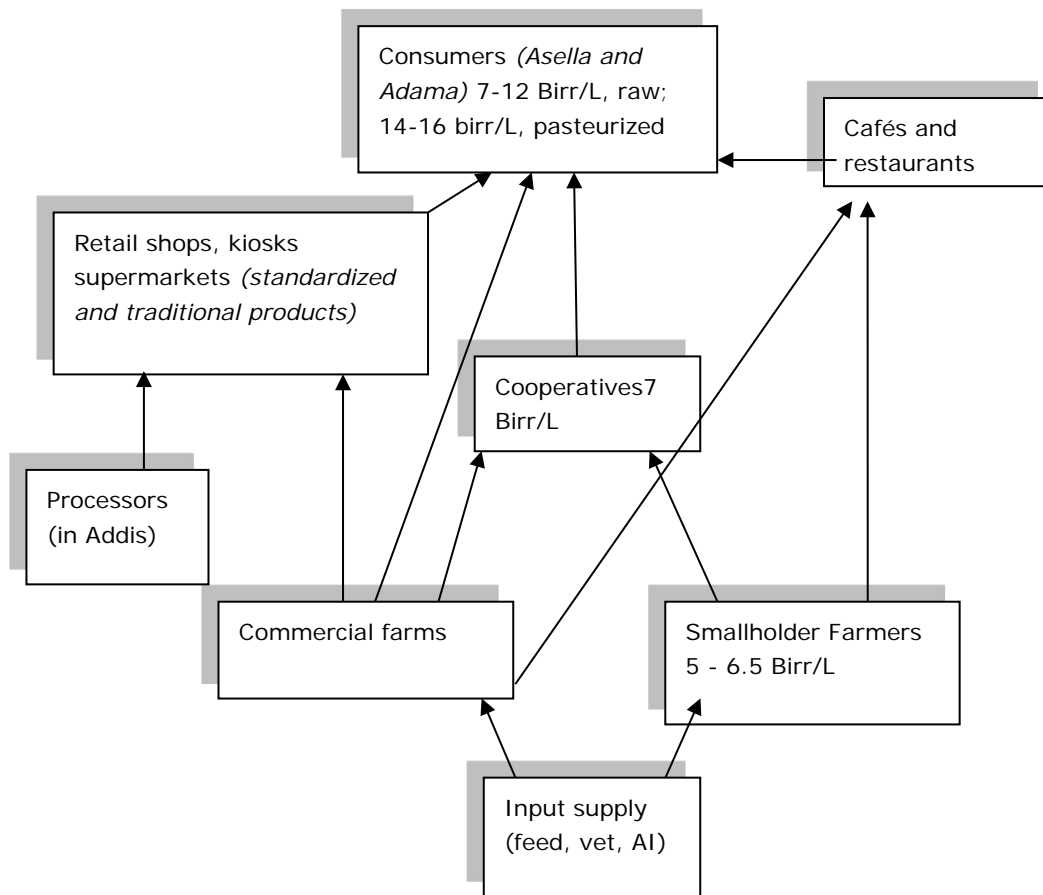 Consumers (Asella and
Adama) 7-12 Birr/L, raw;
14-16 birr/L, pasteurized
Cafés and
restaurants
Retail shops, kiosks
supermarkets (standardized
and traditional products)
Cooperatives7
Birr/L
Processors
(in Addis)
Commercial farms
Smallholder Farmers
5 - 6.5 Birr/L
Input supply
(feed, vet, AI)